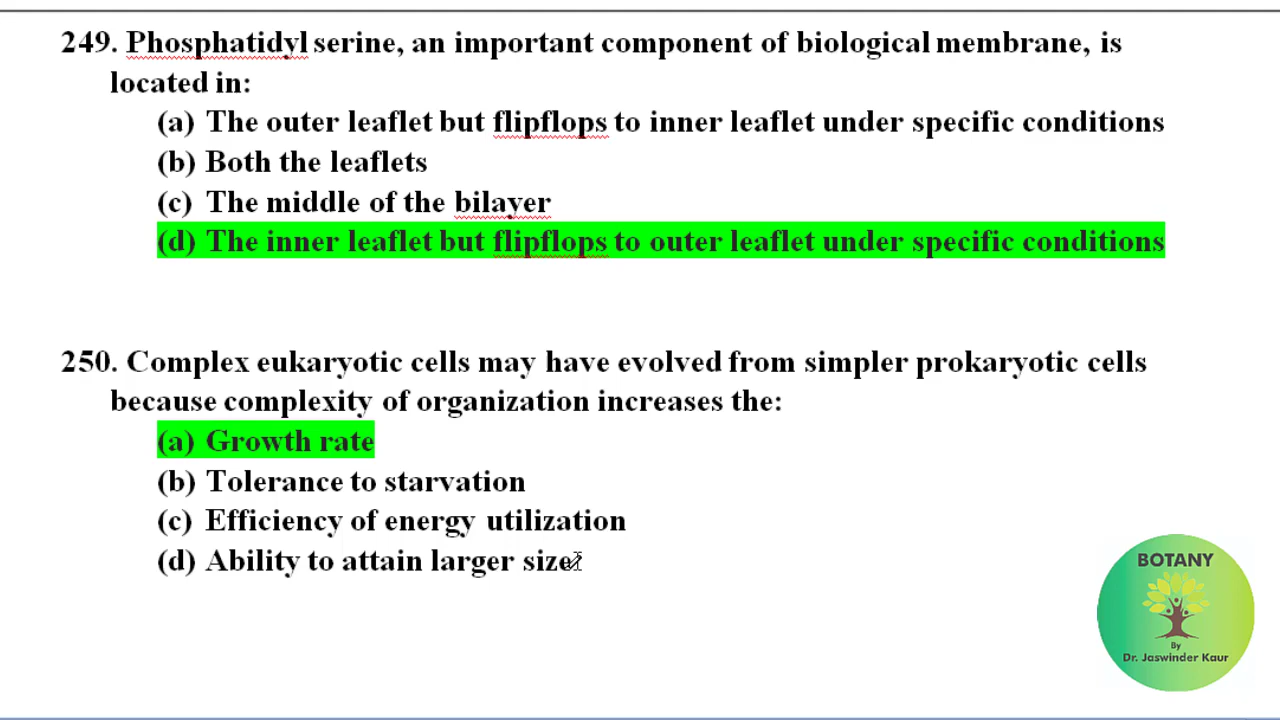 249. Phosphatidyl serine, an important component of biological membrane, is
located in:
(a) The outer leaflet but flipflops to inner leaflet under specific conditions
(b) Both the leaflets
(c) The middle of the bilayer
(d) The inner leaflet but flipflops to outer leaflet under specific conditions
250. Complex eukaryotic cells may have evolved from simpler prokaryotic cells
because complexity of organization increases the:
(a) Growth rate
(b) Tolerance to starvation
(c) Efficiency of energy utilization
(d) Ability to attain larger size
BOTANY
By
Dr. Jaswinder Kaur